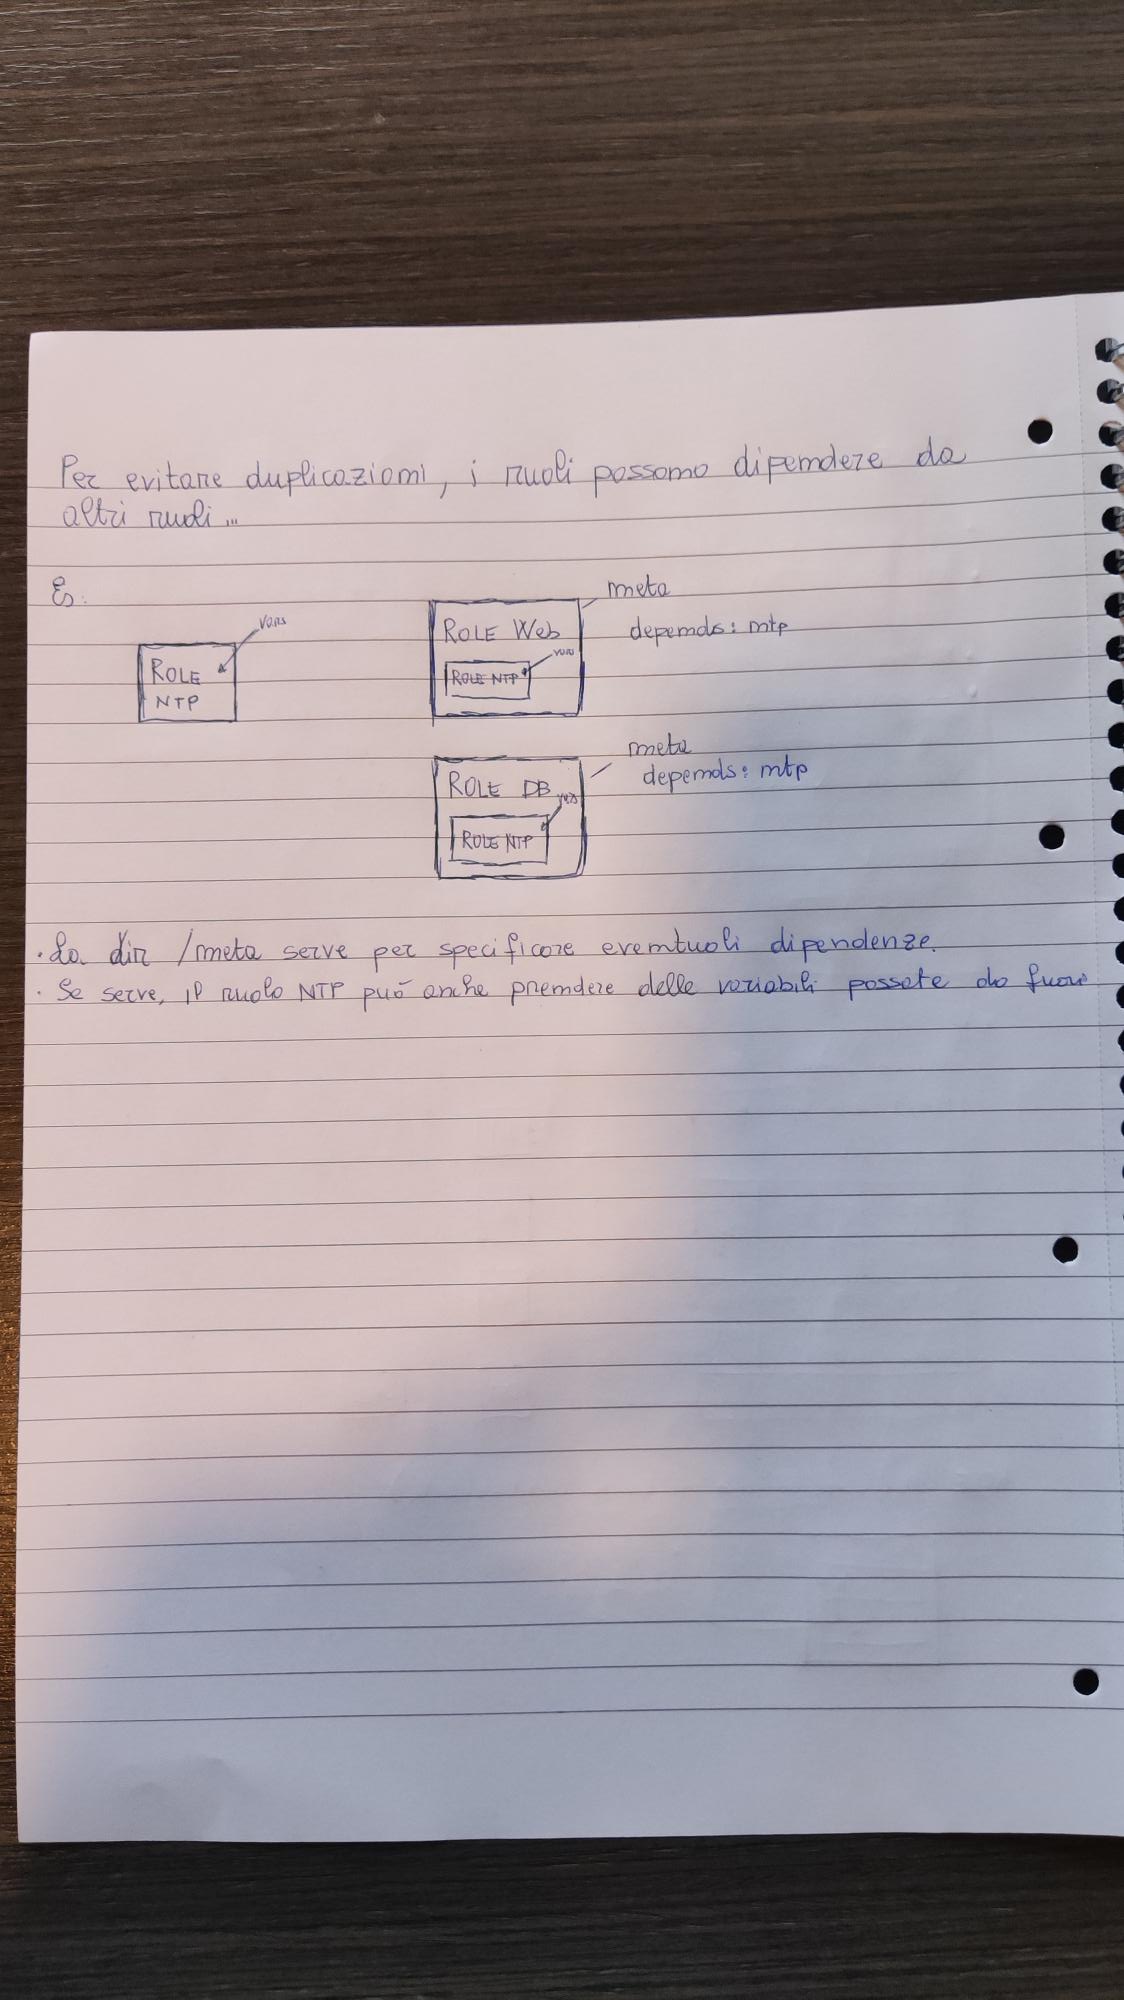 Per evitare duplicazioni, i ruoli possono dipendere da
altri ruoli...
Es:
vars
ROLE
NTP
meta
ROLE Web
depends: ntp
vars
ROLE NTP
meta
depends: ntp
ROLE DB
vars
ROLE NTP
· La dir /meta serve per specificare eventuali dipendenze.
· Se serve, il ruolo NTP può anche prendere delle variabili passate da fuori